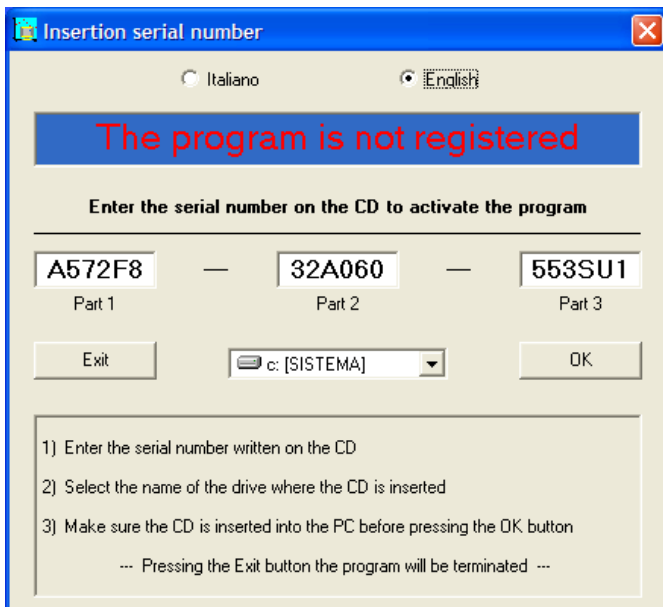 Insertion serial number
Italiano English
The program is not registered
Enter the serial number on the CD to activate the program
A572F8 — 32A060 — 553SU1
Part 1 Part 2 Part 3
Exit c: [SISTEMA] OK
1) Enter the serial number written on the CD
2) Select the name of the drive where the CD is inserted
3) Make sure the CD is inserted into the PC before pressing the OK button
--- Pressing the Exit button the program will be terminated ---